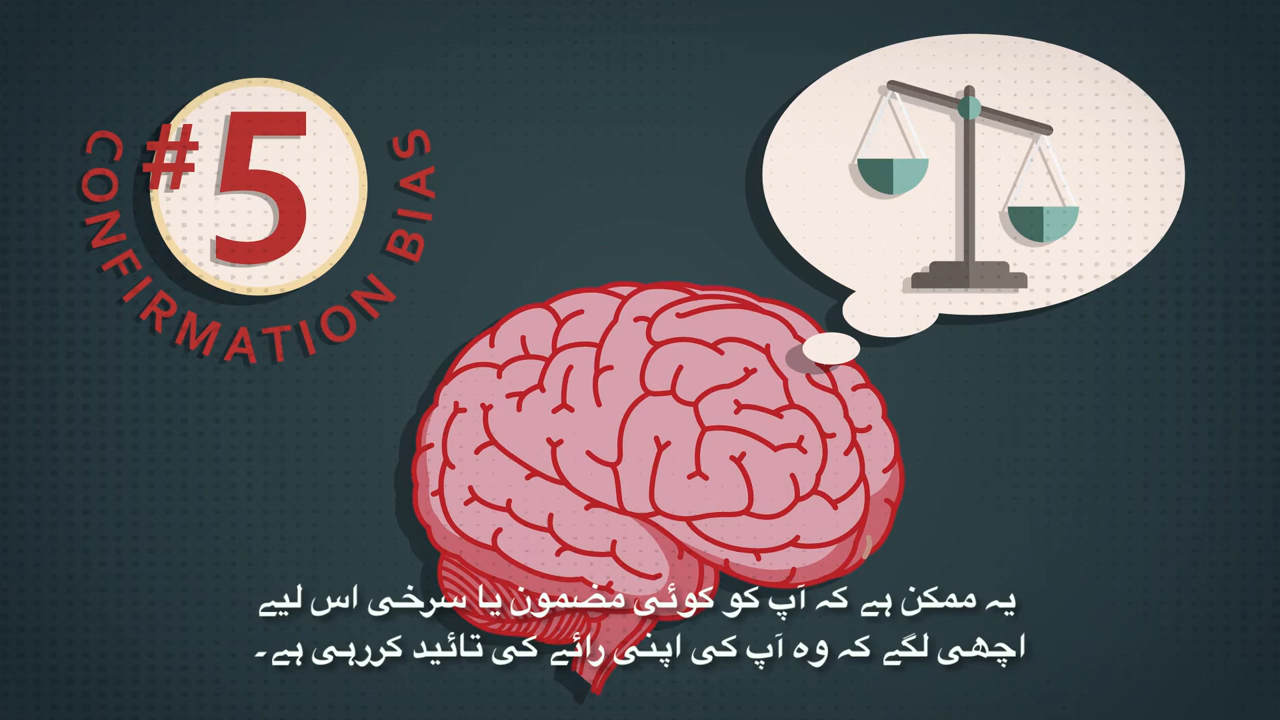 #5
CONFIRMATION BIAS
یہ ممکن ہے کہ آپ کو کوئی مضمون یا سرخی اس لیے
اچھی لگے کہ وہ آپ کی اپنی رائے کی تائید کررہی ہے۔